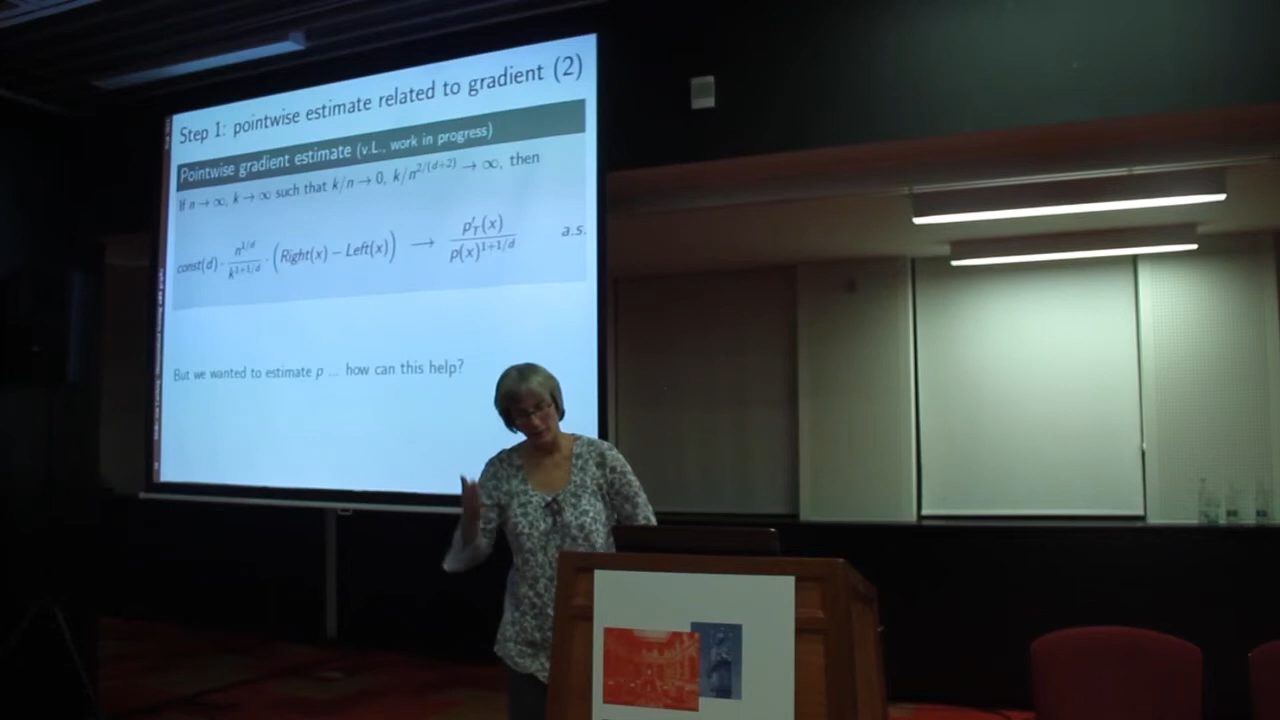 Step 1: pointwise estimate related to gradient (2)
Pointwise gradient estimate (v.L., work in progress)
If n → ∞, k → ∞ such that k/n → 0, k/n^{2/(d+2)} → ∞, then
const(d) · n^{1/d} / k^{1+1/d} · (Right(x) − Left(x)) → p′_T(x) / p(x)^{1+1/d} a.s.
But we wanted to estimate p ... how can this help?